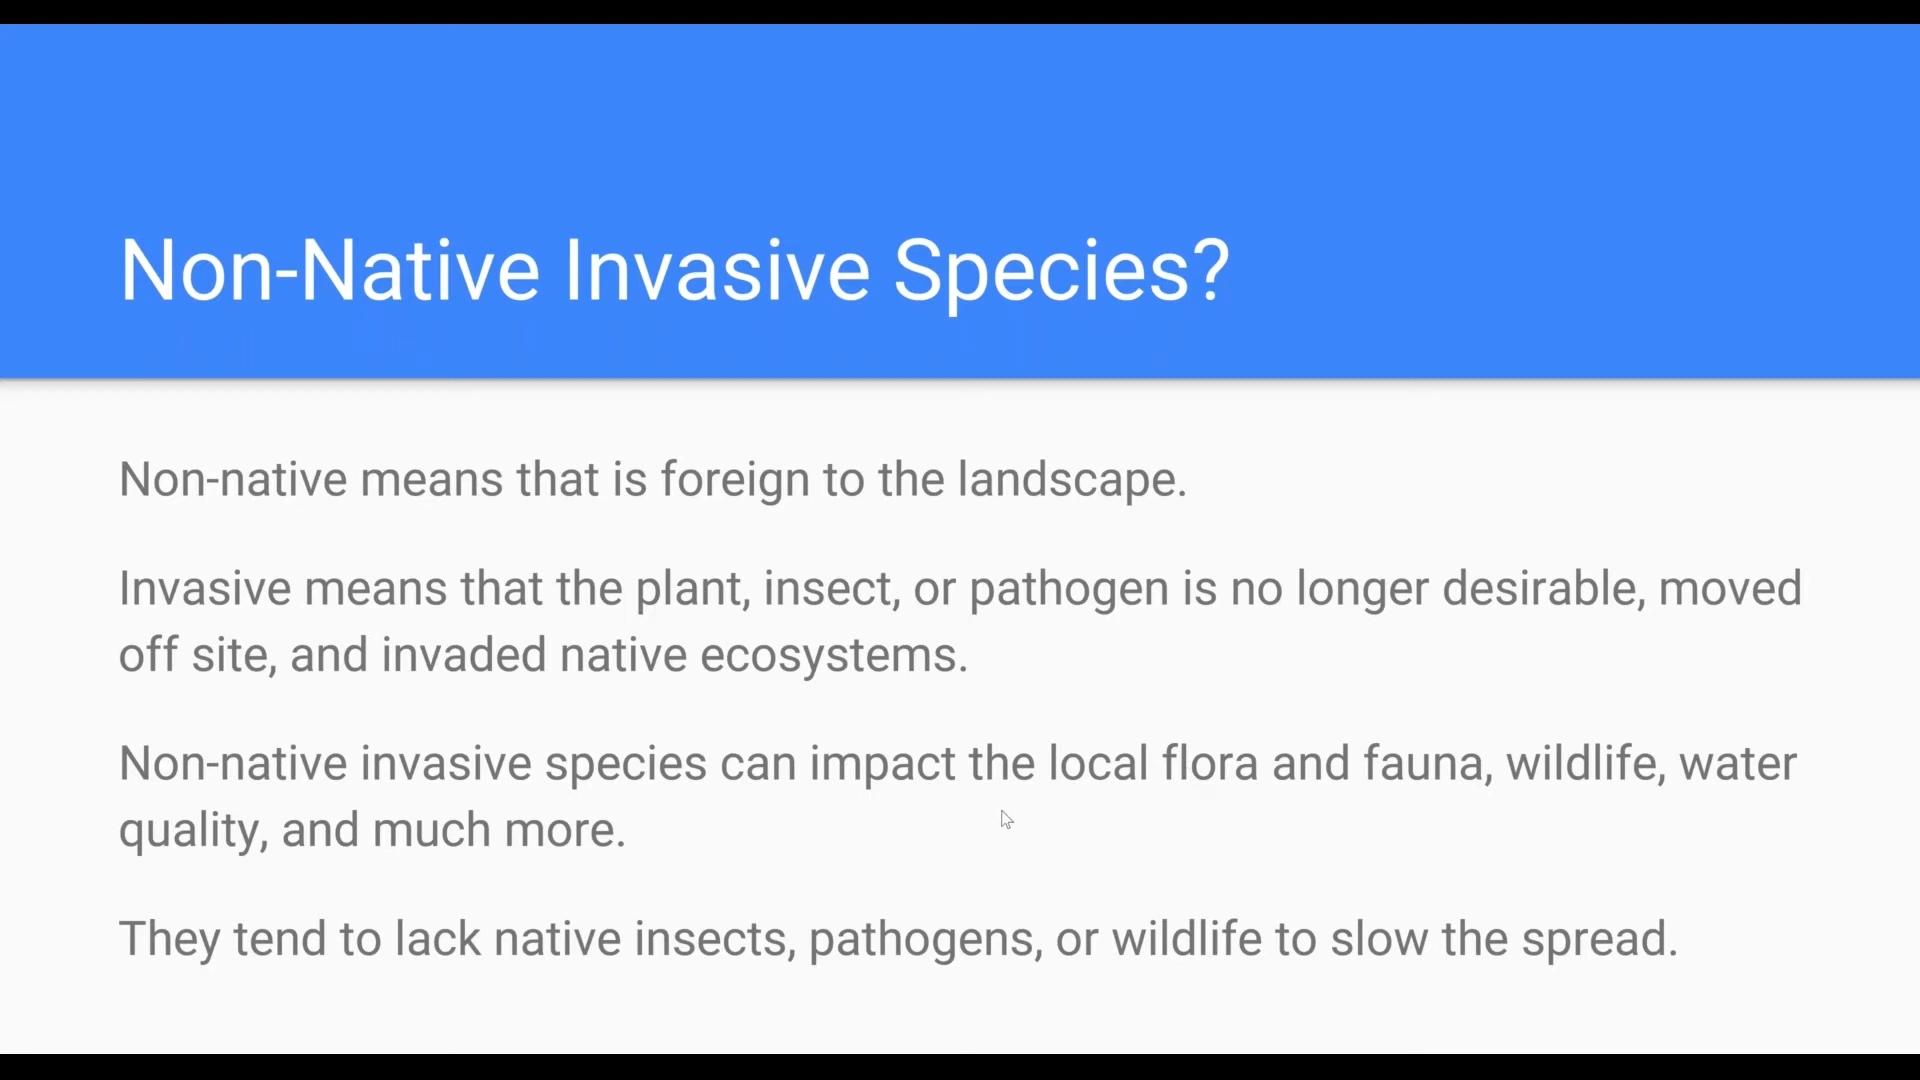 Non-Native Invasive Species?
Non-native means that is foreign to the landscape.
Invasive means that the plant, insect, or pathogen is no longer desirable, moved
off site, and invaded native ecosystems.
Non-native invasive species can impact the local flora and fauna, wildlife, water
quality, and much more.
They tend to lack native insects, pathogens, or wildlife to slow the spread.